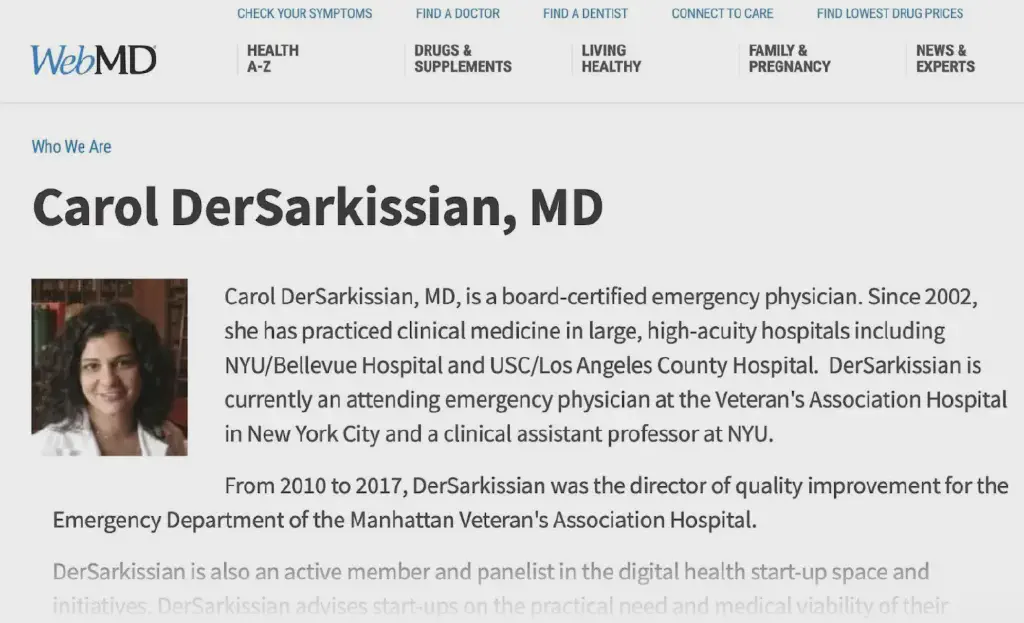 CHECK YOUR SYMPTOMS FIND A DOCTOR FIND A DENTIST CONNECT TO CARE FIND LOWEST DRUG PRICES
WebMD
HEALTH
A-Z
DRUGS &
SUPPLEMENTS
LIVING
HEALTHY
FAMILY &
PREGNANCY
NEWS &
EXPERTS
Who We Are
Carol DerSarkissian, MD
Carol DerSarkissian, MD, is a board-certified emergency physician. Since 2002,
she has practiced clinical medicine in large, high-acuity hospitals including
NYU/Bellevue Hospital and USC/Los Angeles County Hospital. DerSarkissian is
currently an attending emergency physician at the Veteran's Association Hospital
in New York City and a clinical assistant professor at NYU.
From 2010 to 2017, DerSarkissian was the director of quality improvement for the
Emergency Department of the Manhattan Veteran's Association Hospital.
DerSarkissian is also an active member and panelist in the digital health start-up space and
initiatives. DerSarkissian advises start-ups on the practical need and medical viability of their